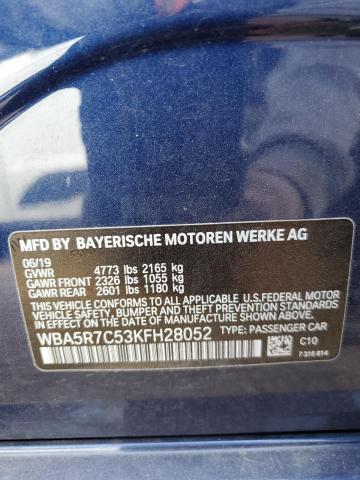 MFD BY BAYERISCHE MOTOREN WERKE AG
06/19
GVWR 4773 lbs 2165 kg
GAWR FRONT 2326 lbs 1055 kg
GAWR REAR 2601 lbs 1180 kg
THIS VEHICLE CONFORMS TO ALL APPLICABLE U.S. FEDERAL
MOTOR VEHICLE SAFETY, BUMPER AND THEFT PREVENTION
STANDARDS IN EFFECT ON THE DATE OF MANUFACTURE SHOWN ABOVE.
WBA5R7C53KFH28052 TYPE: PASSENGER CAR
C10
7 318 814